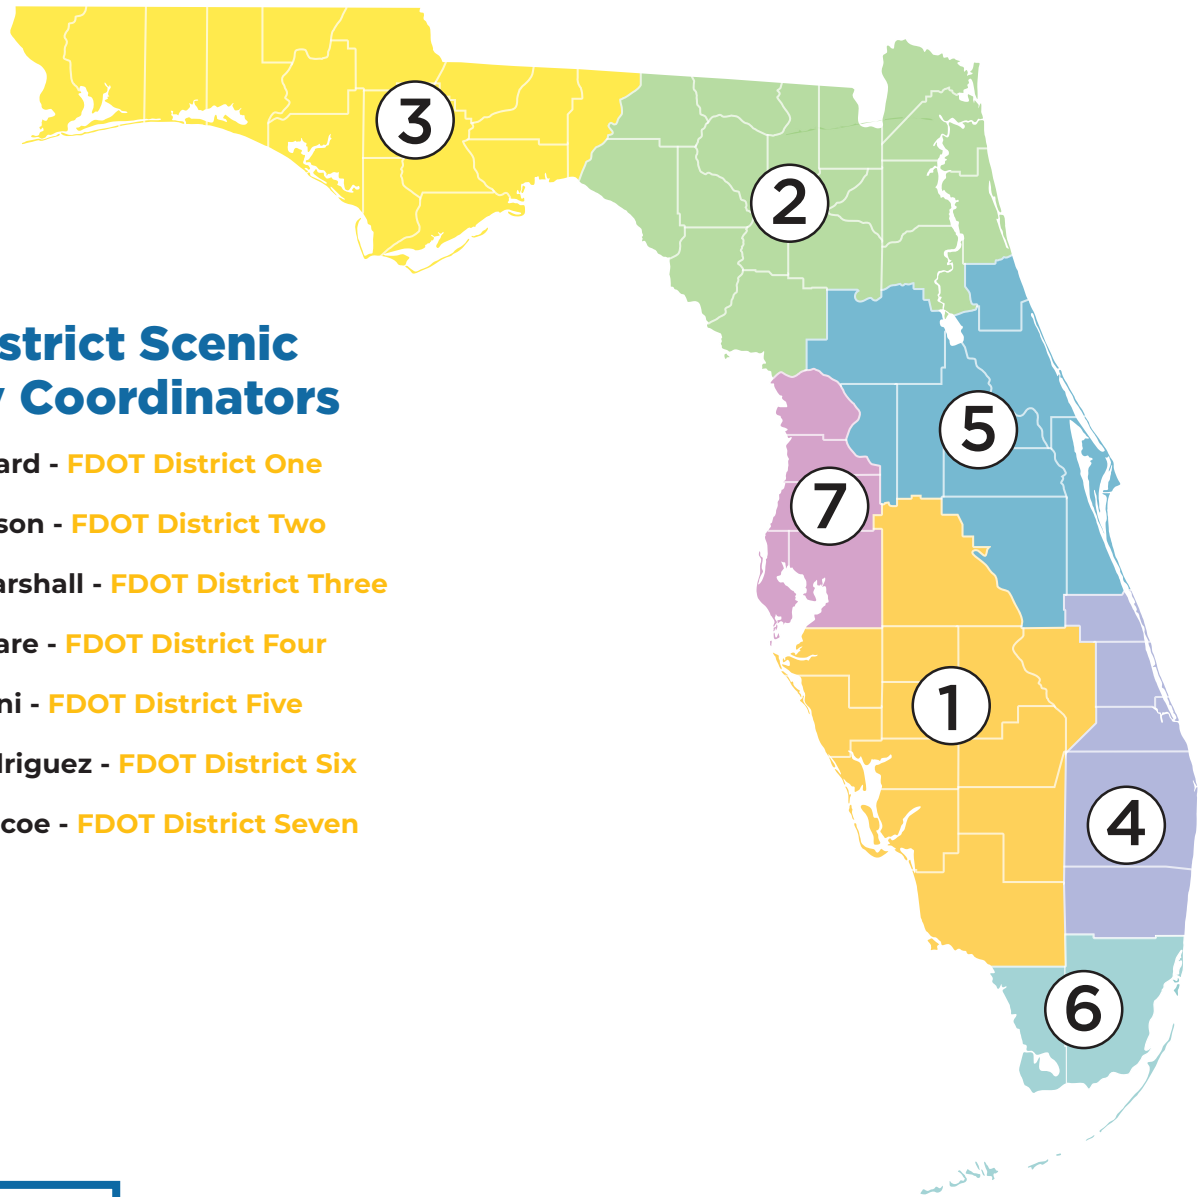 3
2
strict Scenic
y Coordinators
5
ard - FDOT District One
7
son - FDOT District Two
arshall - FDOT District Three
are - FDOT District Four
1
ni - FDOT District Five
driguez - FDOT District Six
4
coe - FDOT District Seven
6